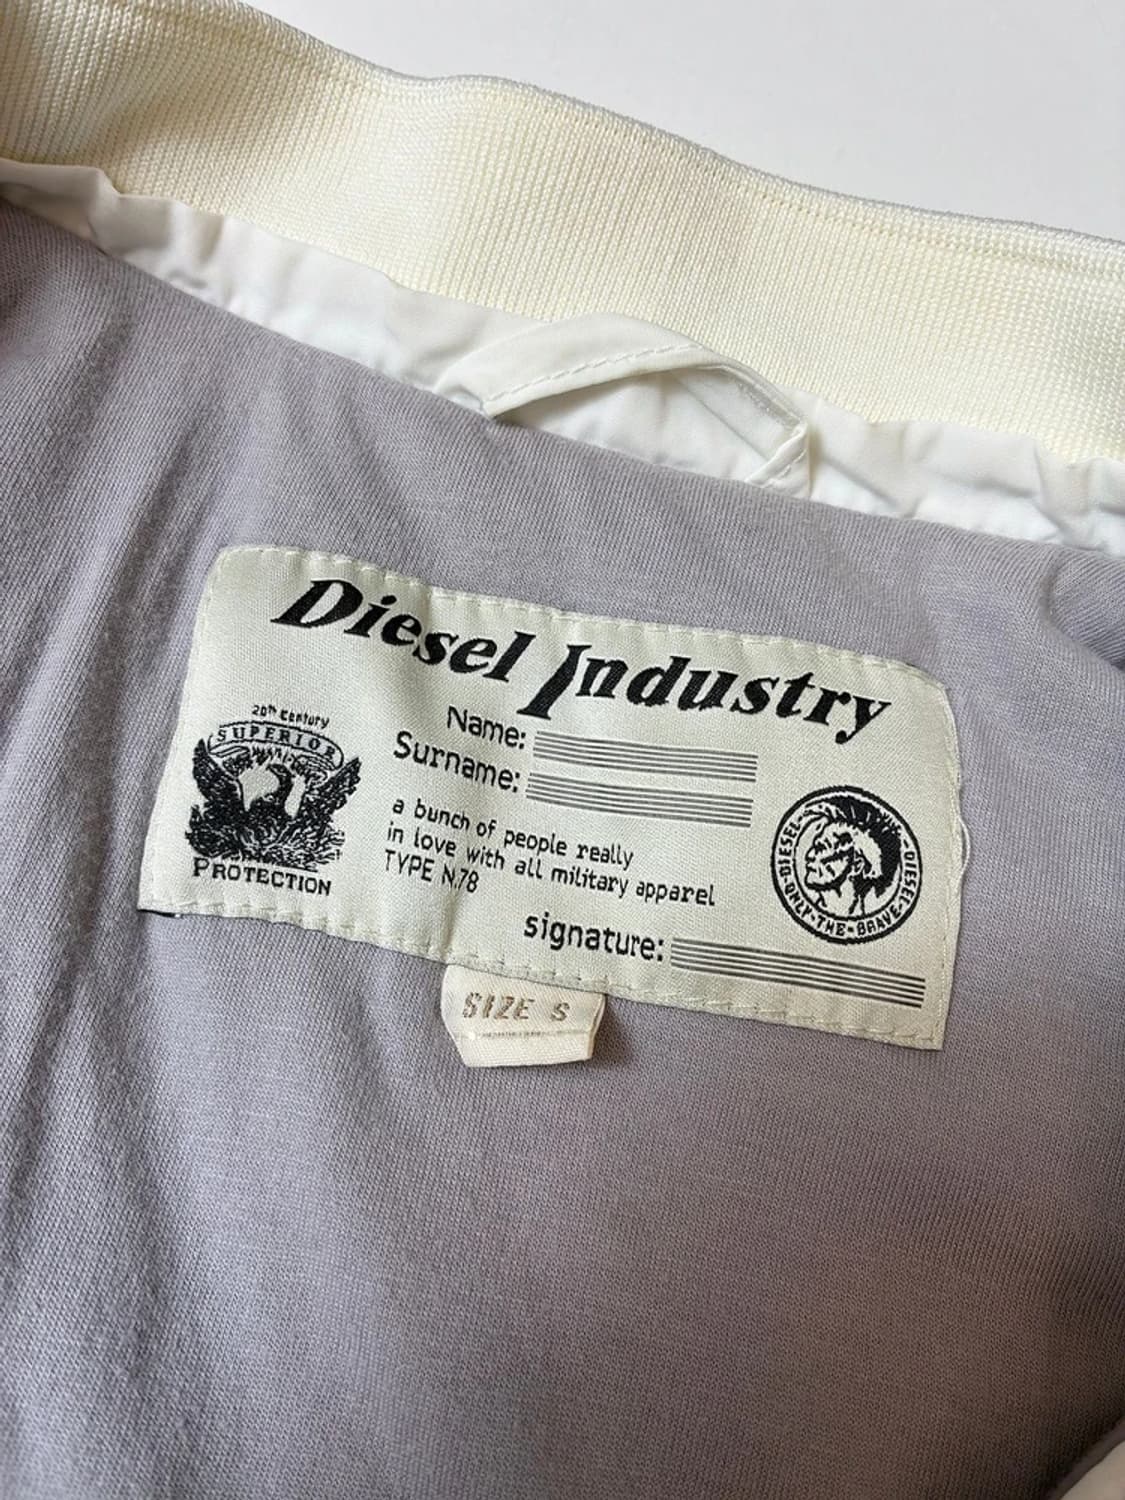 Diesel Industry
Name:
Surname:
20th Century
SUPERIOR
PROTECTION
a bunch of people really
in love with all military apparel
TYPE N.78
DIESEL·DIESEL·ONLY·THE·BRAVE·
signature:
SIZE S